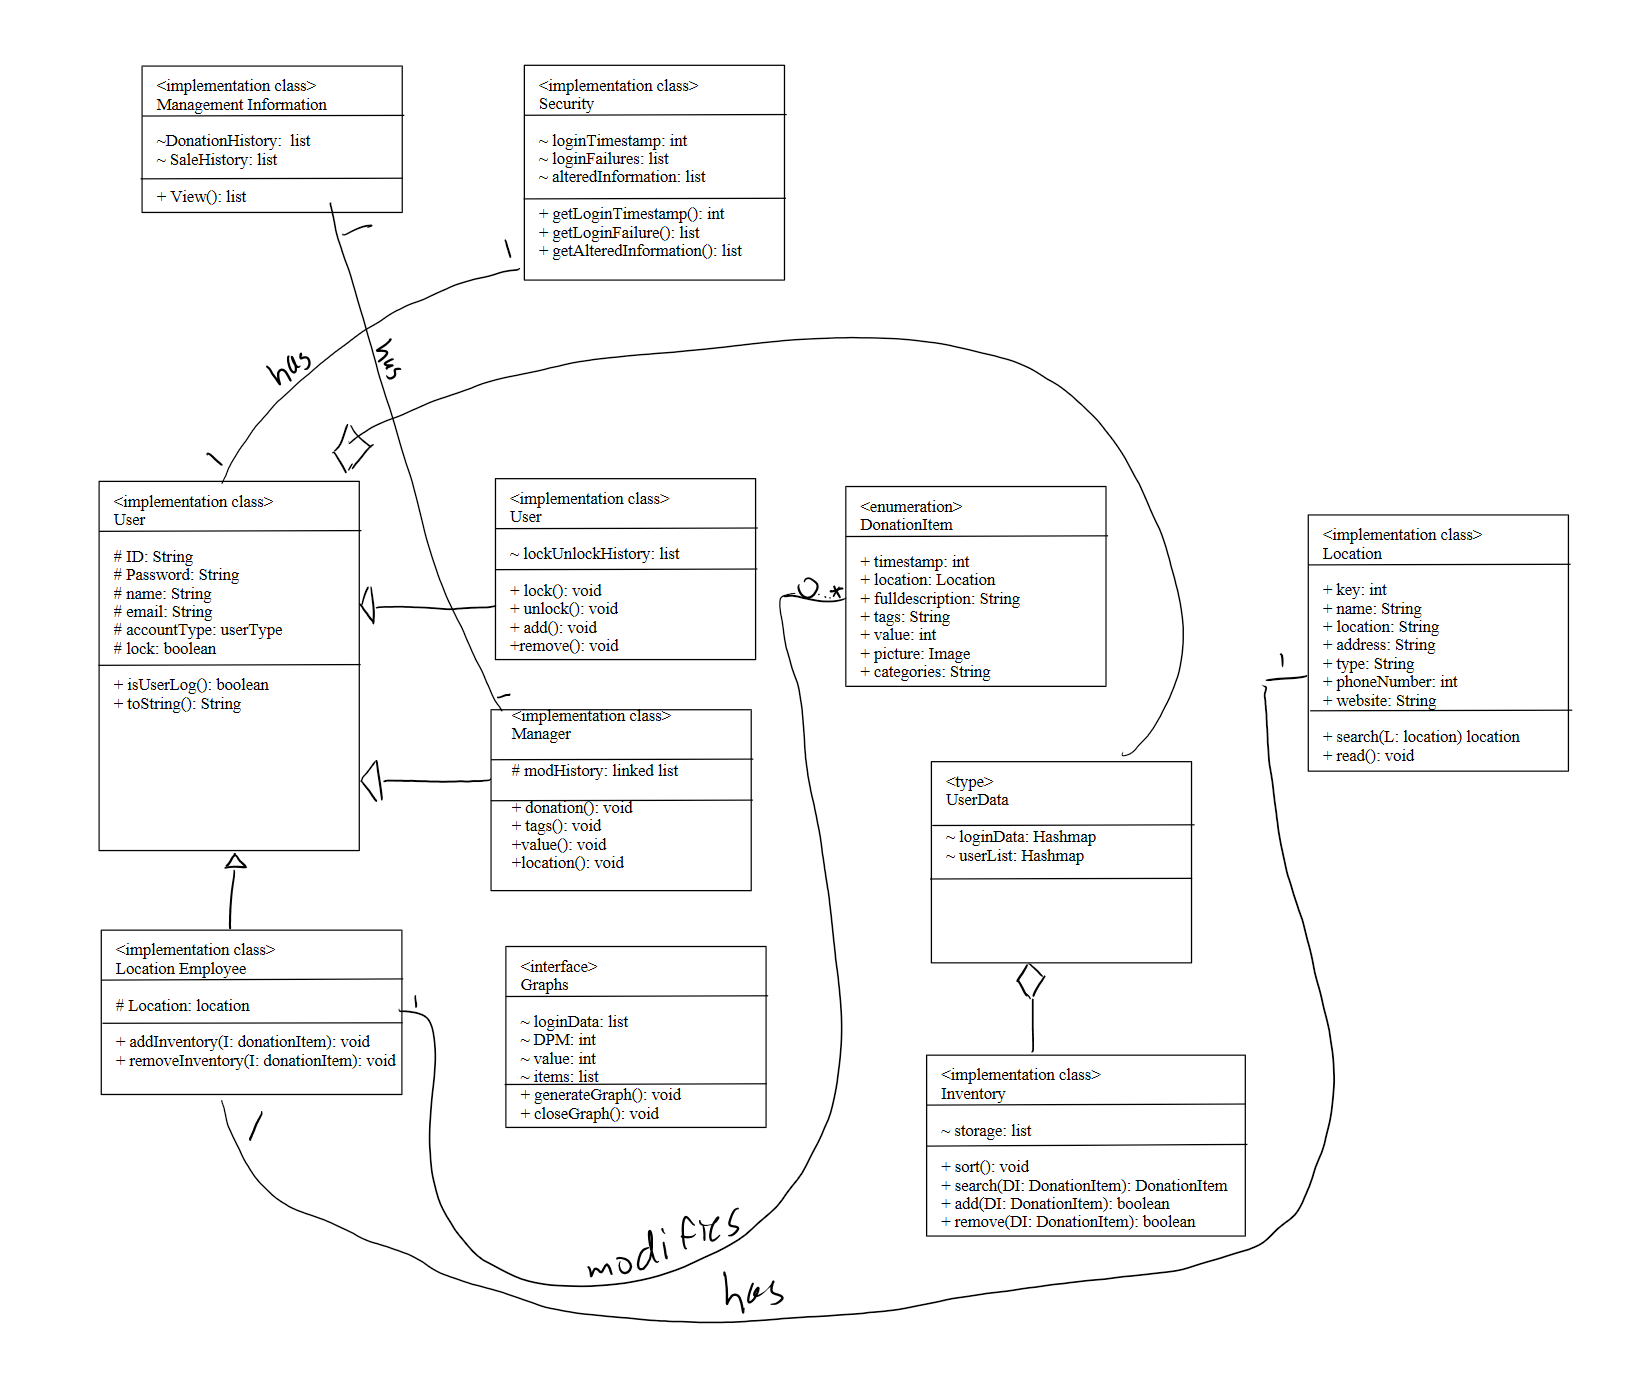 <implementation class>
Management Information
~DonationHistory:  list
~ SaleHistory: list
+ View(): list
<implementation class>
Security
~ loginTimestamp: int
~ loginFailures: list
~ alteredInformation: list
+ getLoginTimestamp(): int
+ getLoginFailure(): list
+ getAlteredInformation(): list
1
1
has
has
1
<implementation class>
User
# ID: String
# Password: String
# name: String
# email: String
# accountType: userType
# lock: boolean
+ isUserLog(): boolean
+ toString(): String
<implementation class>
User
~ lockUnlockHistory: list
+ lock(): void
+ unlock(): void
+ add(): void
+remove(): void
0..*
<enumeration>
DonationItem
+ timestamp: int
+ location: Location
+ fulldescription: String
+ tags: String
+ value: int
+ picture: Image
+ categories: String
1
<implementation class>
Location
+ key: int
+ name: String
+ location: String
+ address: String
+ type: String
+ phoneNumber: int
+ website: String
+ search(L: location) location
+ read(): void
1
<implementation class>
Manager
# modHistory: linked list
+ donation(): void
+ tags(): void
+value(): void
+location(): void
<type>
UserData
~ loginData: Hashmap
~ userList: Hashmap
<implementation class>
Location Employee
# Location: location
+ addInventory(I: donationItem): void
+ removeInventory(I: donationItem): void
1
1
<interface>
Graphs
~ loginData: list
~ DPM: int
~ value: int
~ items: list
+ generateGraph(): void
+ closeGraph(): void
<implementation class>
Inventory
~ storage: list
+ sort(): void
+ search(DI: DonationItem): DonationItem
+ add(DI: DonationItem): boolean
+ remove(DI: DonationItem): boolean
modifies
has